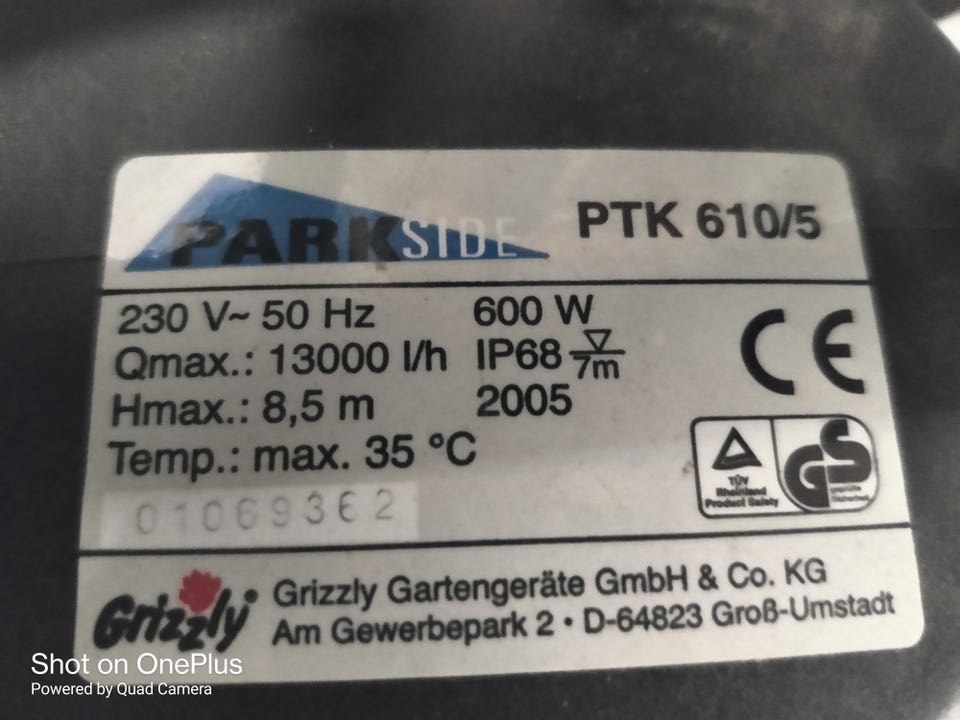 PARKSIDE PTK 610/5
230 V~ 50 Hz 600 W
Qmax.: 13000 l/h IP68 7m
Hmax.: 8,5 m 2005
Temp.: max. 35 °C
CE
01069362
TÜV
Rheinland
Product Safety
GS
geprüfte
Sicherheit
Grizzly
Grizzly Gartengeräte GmbH & Co. KG
Am Gewerbepark 2 • D-64823 Groß-Umstadt
Shot on OnePlus
Powered by Quad Camera